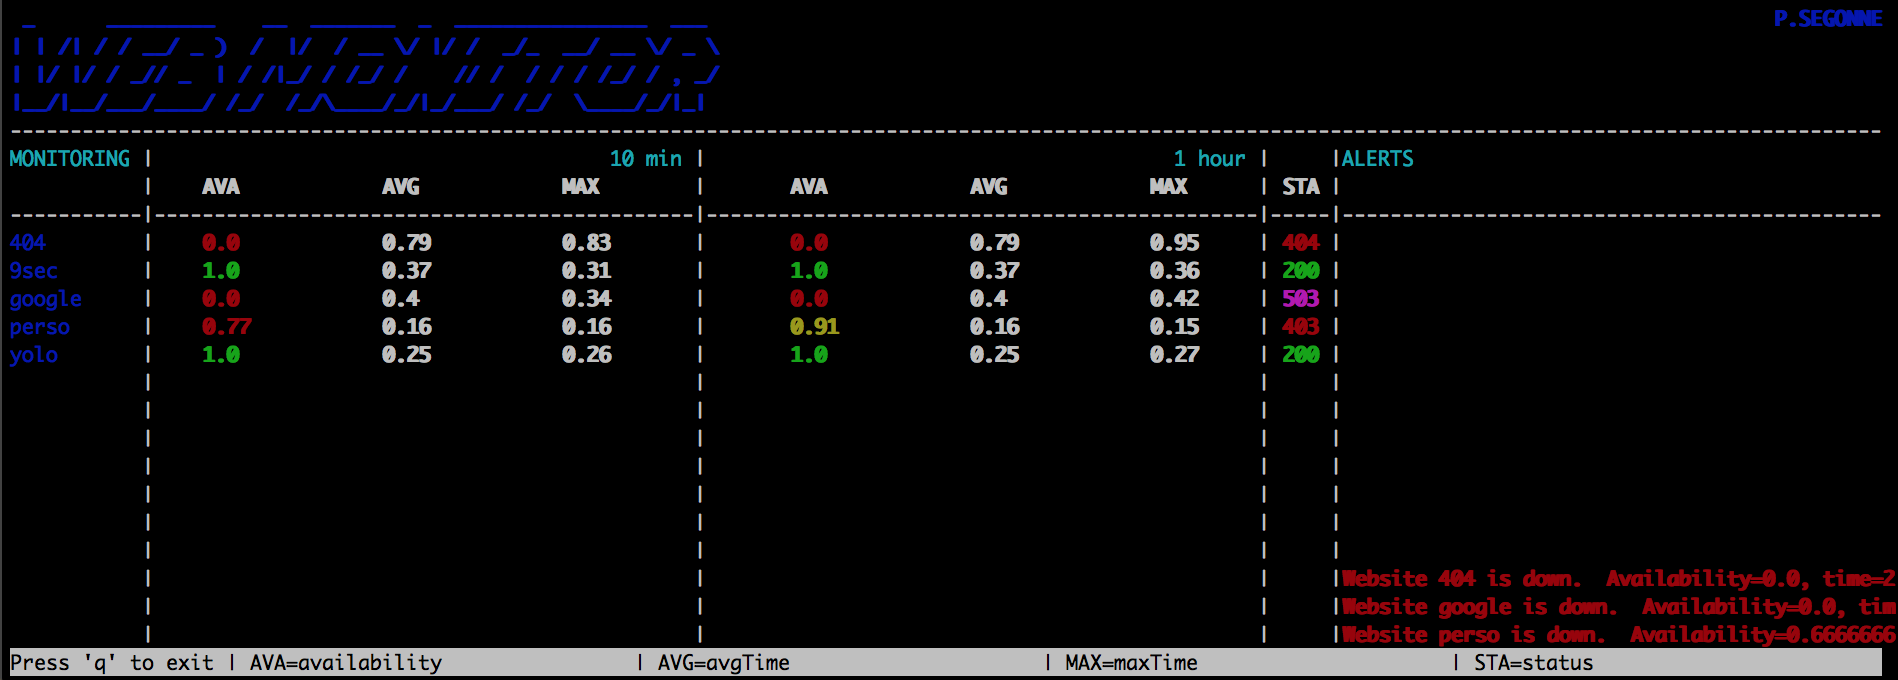 WEBMONITOR
P.SEGONNE
MONITORING | 10 min | 1 hour | |ALERTS
| AVA AVG MAX | AVA AVG MAX | STA |
404 | 0.0 0.79 0.83 | 0.0 0.79 0.95 | 404 |
9sec | 1.0 0.37 0.31 | 1.0 0.37 0.36 | 200 |
google | 0.0 0.4 0.34 | 0.0 0.4 0.42 | 503 |
perso | 0.77 0.16 0.16 | 0.91 0.16 0.15 | 403 |
yolo | 1.0 0.25 0.26 | 1.0 0.25 0.27 | 200 |
Website 404 is down.  Availability=0.0, time=2
Website google is down.  Availability=0.0, tim
Website perso is down.  Availability=0.6666666
Press 'q' to exit | AVA=availability | AVG=avgTime | MAX=maxTime | STA=status